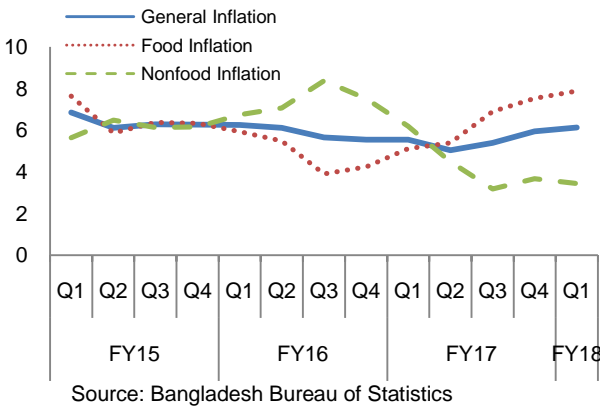 General Inflation
Food Inflation
Nonfood Inflation
10
8
6
4
2
0
Q1 Q2 Q3 Q4 Q1 Q2 Q3 Q4 Q1 Q2 Q3 Q4 Q1
FY15 FY16 FY17 FY18
Source: Bangladesh Bureau of Statistics